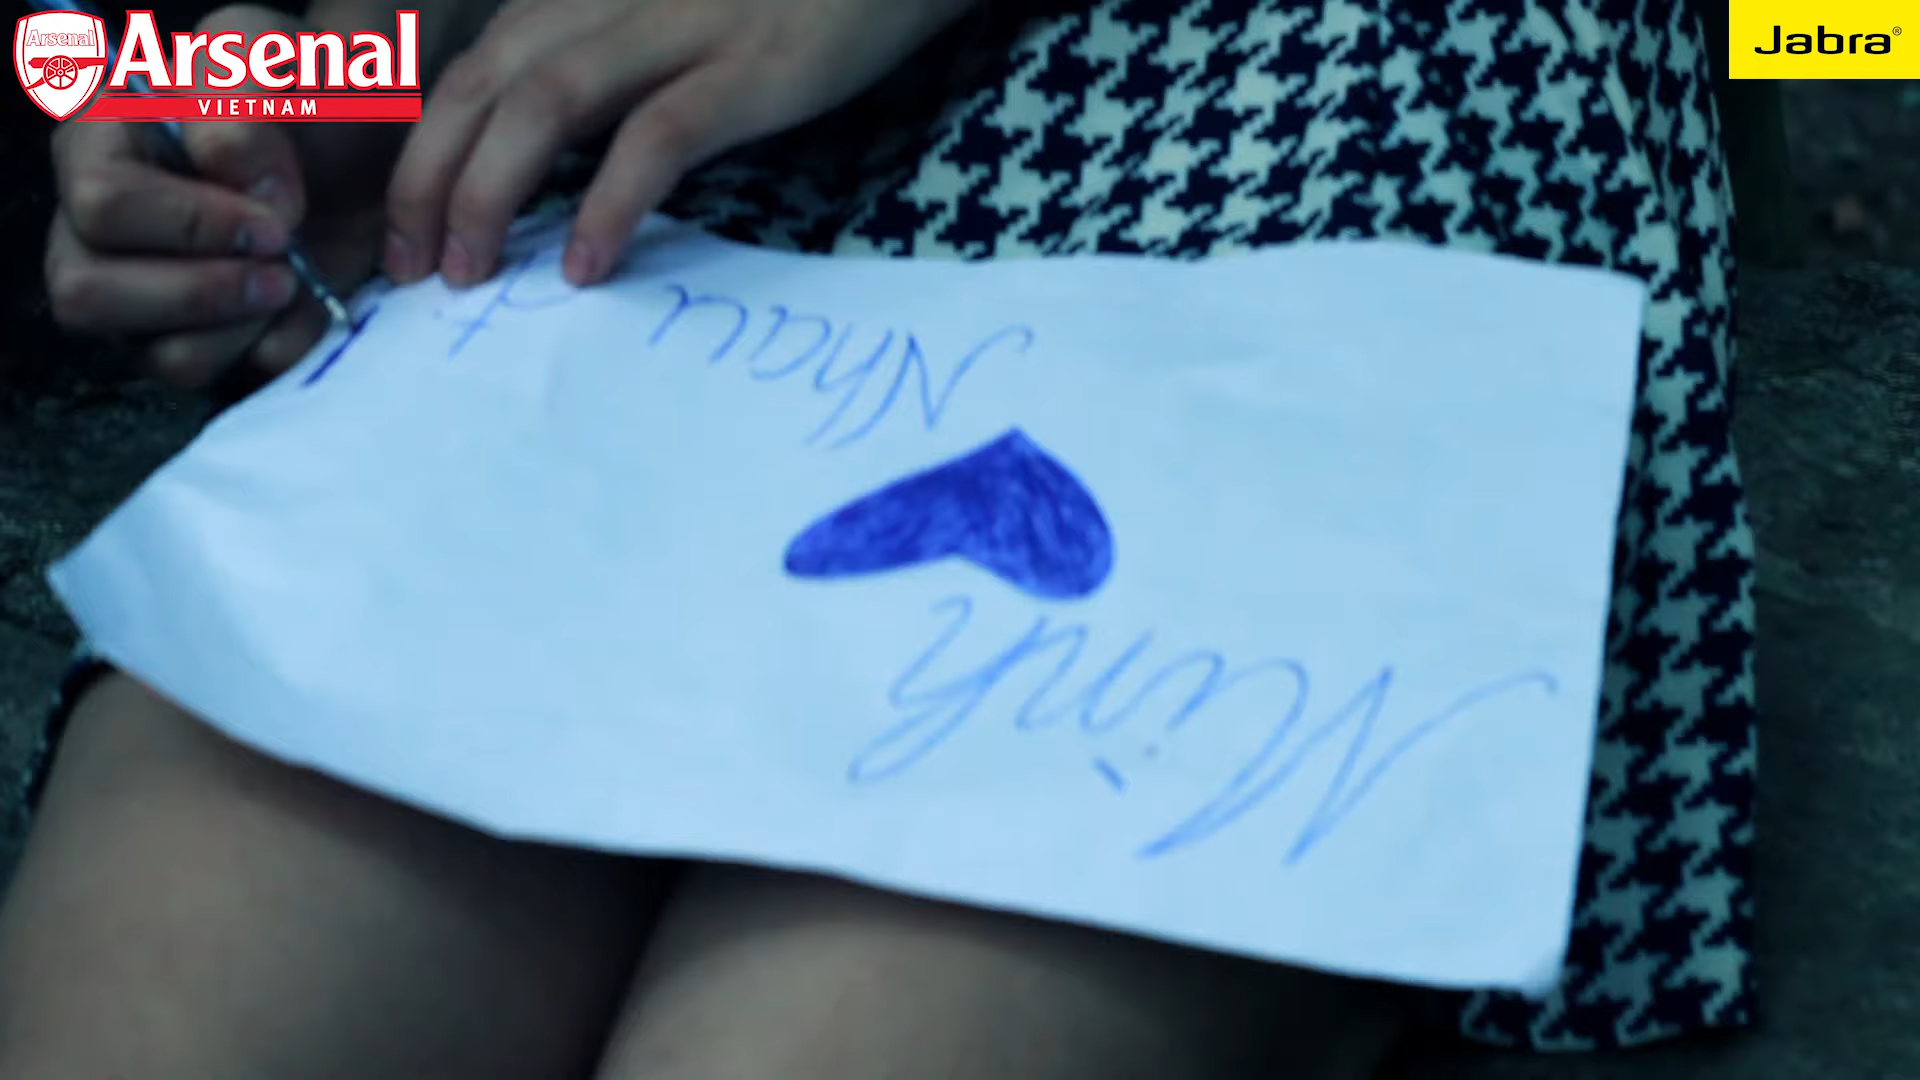 Arsenal
Arsenal
VIETNAM
Jabra®
Mình
Nhau